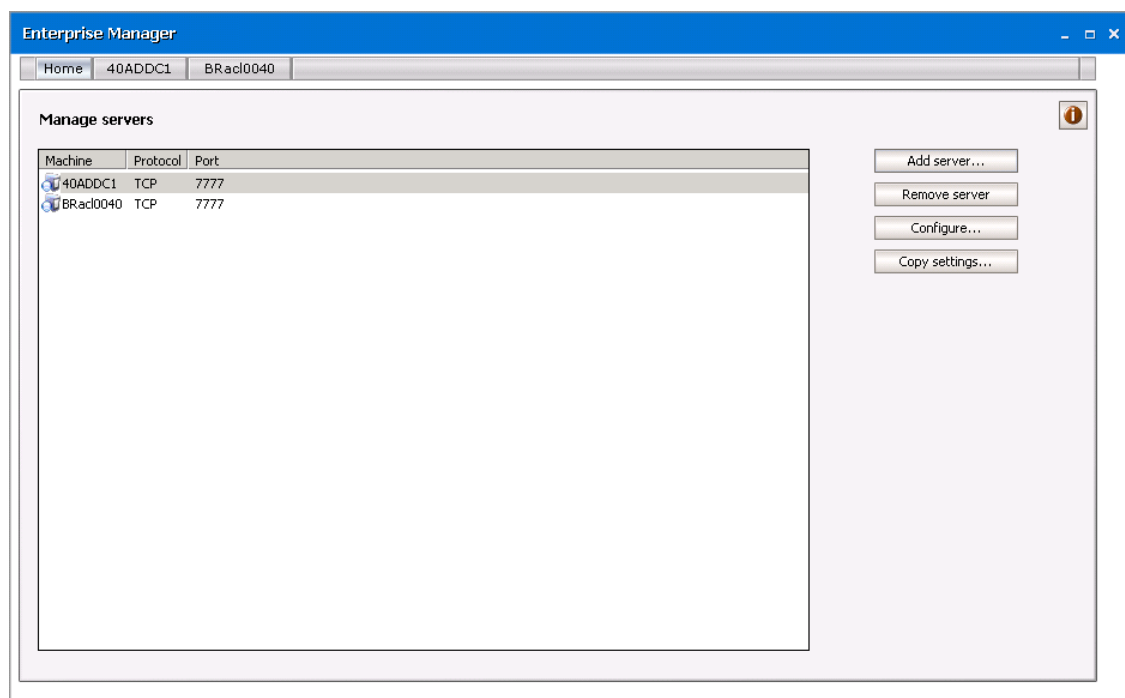 Enterprise Manager
Home 40ADDC1 BRacl0040
Manage servers
Machine Protocol Port
40ADDC1 TCP 7777
BRacl0040 TCP 7777
Add server...
Remove server
Configure...
Copy settings...